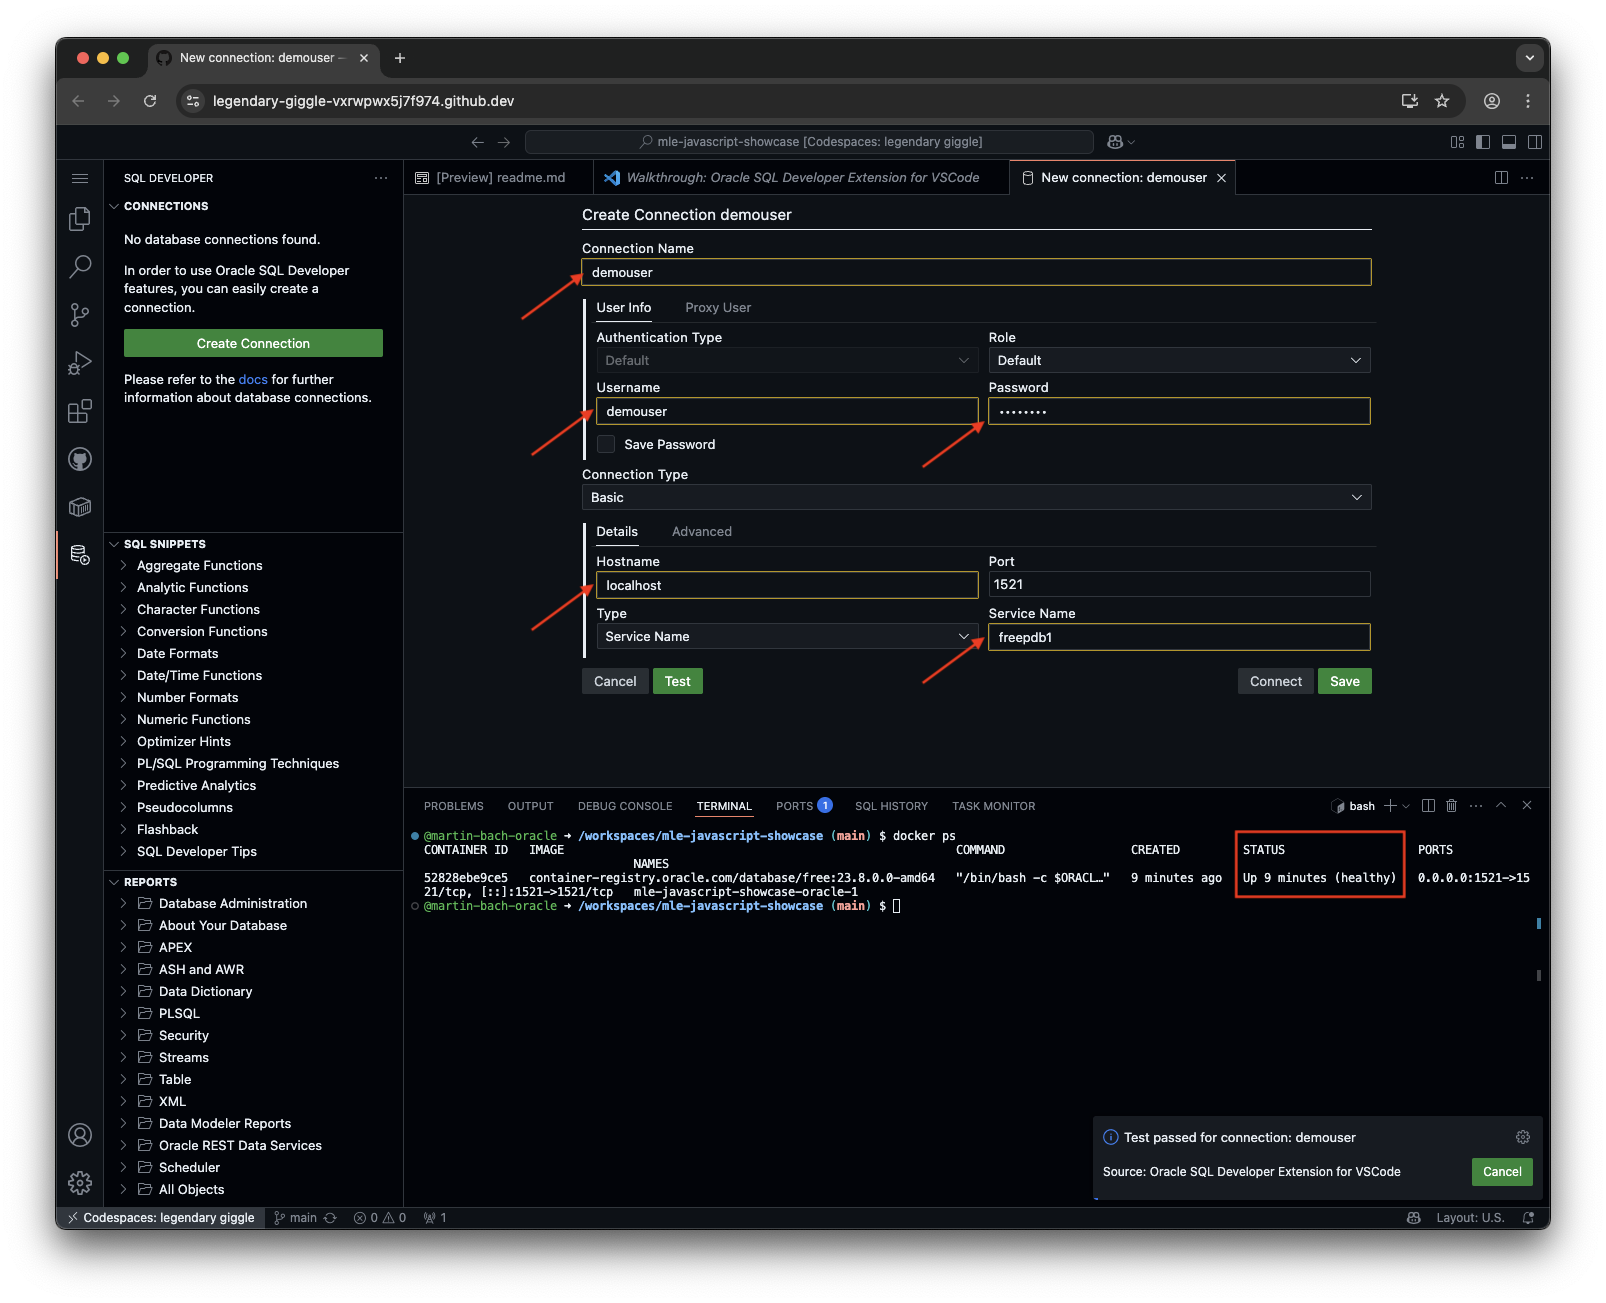 New connection: demouser –
legendary-giggle-vxrwpwx5j7f974.github.dev
mle-javascript-showcase [Codespaces: legendary giggle]
SQL DEVELOPER
CONNECTIONS
No database connections found.
In order to use Oracle SQL Developer
features, you can easily create a
connection.
Create Connection
Please refer to the docs for further
information about database connections.
SQL SNIPPETS
Aggregate Functions
Analytic Functions
Character Functions
Conversion Functions
Date Formats
Date/Time Functions
Number Formats
Numeric Functions
Optimizer Hints
PL/SQL Programming Techniques
Predictive Analytics
Pseudocolumns
Flashback
SQL Developer Tips
REPORTS
Database Administration
About Your Database
APEX
ASH and AWR
Data Dictionary
PLSQL
Security
Streams
Table
XML
Data Modeler Reports
Oracle REST Data Services
Scheduler
All Objects
[Preview] readme.md
Walkthrough: Oracle SQL Developer Extension for VSCode
New connection: demouser
Create Connection demouser
Connection Name
demouser
User Info Proxy User
Authentication Type Role
Default Default
Username Password
demouser ••••••••
Save Password
Connection Type
Basic
Details Advanced
Hostname Port
localhost 1521
Type Service Name
Service Name freepdb1
Cancel Test Connect Save
PROBLEMS OUTPUT DEBUG CONSOLE TERMINAL PORTS 1 SQL HISTORY TASK MONITOR bash
@martin-bach-oracle → /workspaces/mle-javascript-showcase (main) $ docker ps
CONTAINER ID IMAGE COMMAND CREATED STATUS PORTS
NAMES
52828ebe9ce5 container-registry.oracle.com/database/free:23.8.0.0-amd64 "/bin/bash -c $ORACL…" 9 minutes ago Up 9 minutes (healthy) 0.0.0.0:1521->15
21/tcp, [::]:1521->1521/tcp mle-javascript-showcase-oracle-1
@martin-bach-oracle → /workspaces/mle-javascript-showcase (main) $
Test passed for connection: demouser
Source: Oracle SQL Developer Extension for VSCode
Cancel
Codespaces: legendary giggle main 0 0 1 Layout: U.S.